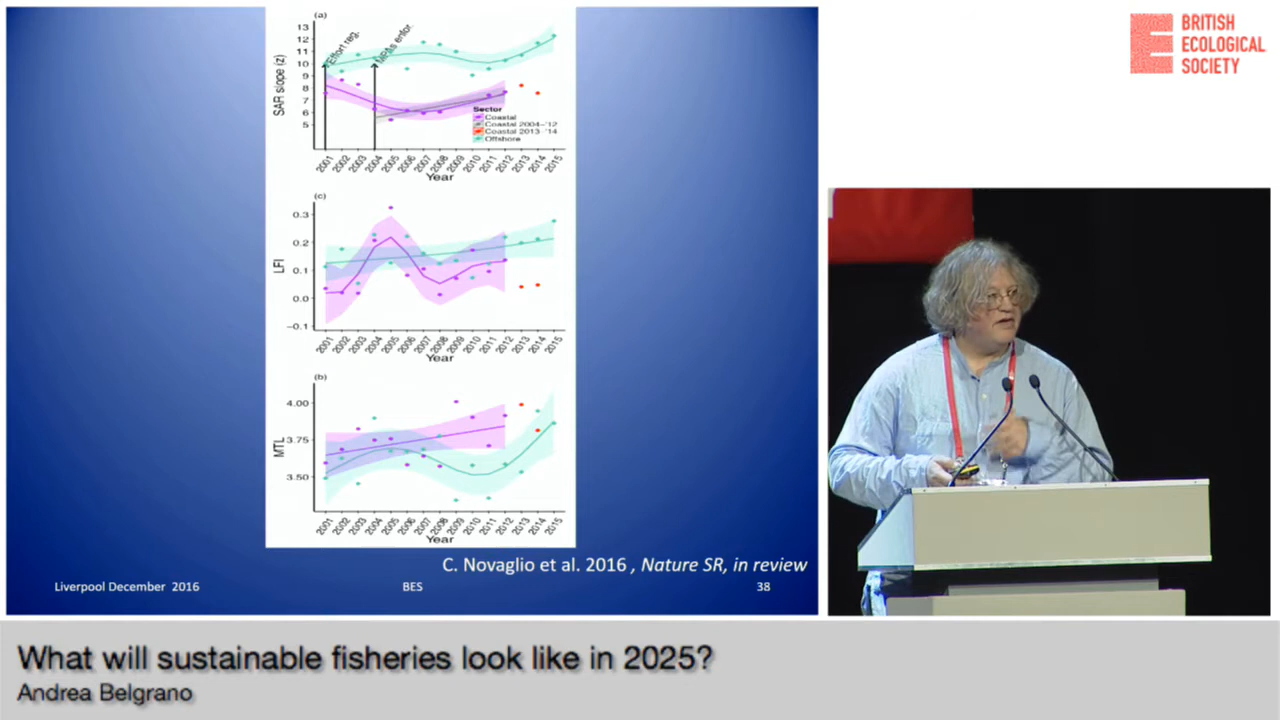 (a)
13
12
11
10
9
8
7
6
5
SAR slope (z)
Effort reg.
MPAs enfor.
Sector
Coastal
Coastal 2004–'12
Coastal 2013–'14
Offshore
2001 2002 2003 2004 2005 2006 2007 2008 2009 2010 2011 2012 2013 2014 2015
Year
(c)
0.3
0.2
0.1
0.0
−0.1
LFI
2001 2002 2003 2004 2005 2006 2007 2008 2009 2010 2011 2012 2013 2014 2015
Year
(b)
4.00
3.75
3.50
MTL
2001 2002 2003 2004 2005 2006 2007 2008 2009 2010 2011 2012 2013 2014 2015
Year
C. Novaglio et al. 2016 , Nature SR, in review
Liverpool December 2016 BES 38
BRITISH
ECOLOGICAL
SOCIETY
What will sustainable fisheries look like in 2025?
Andrea Belgrano